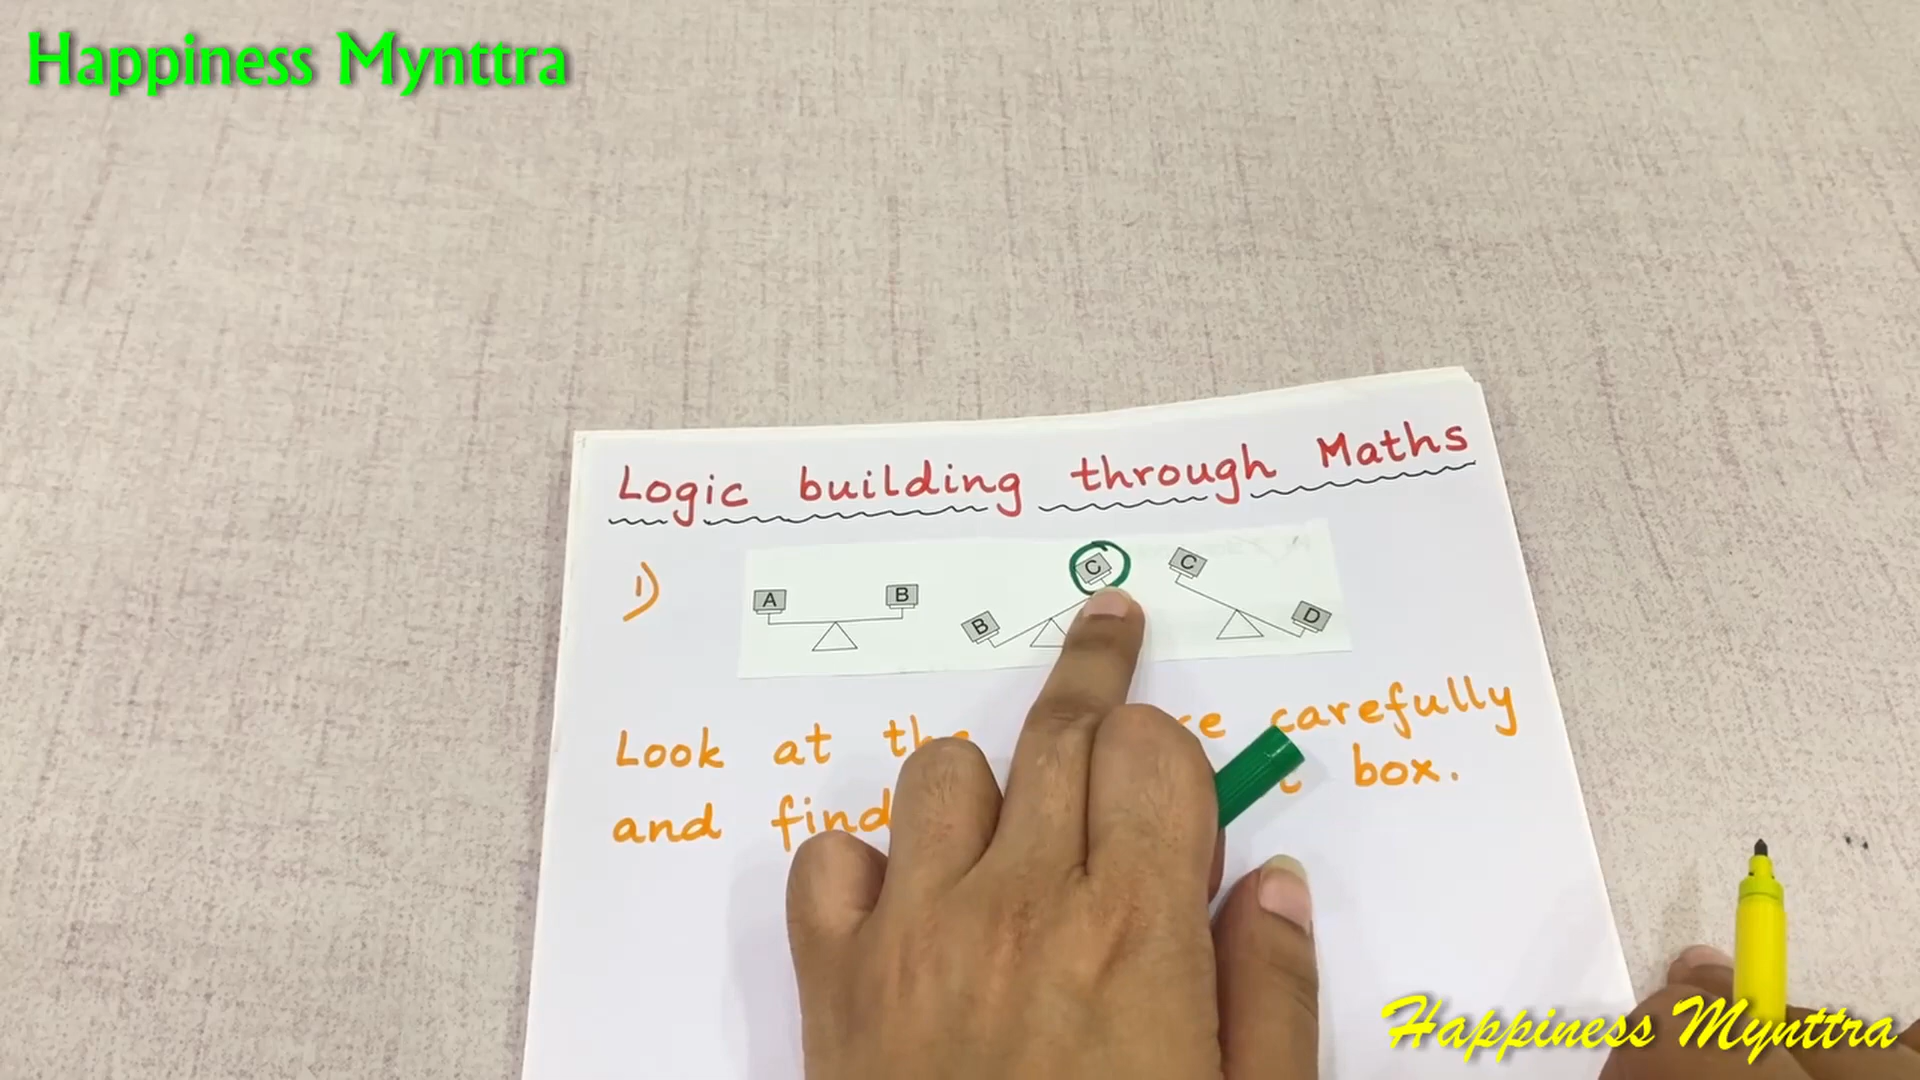 Happiness Mynttra
Logic building through Maths
1)
A B B C C D
Look at the carefully
and find box.
Happiness Mynttra